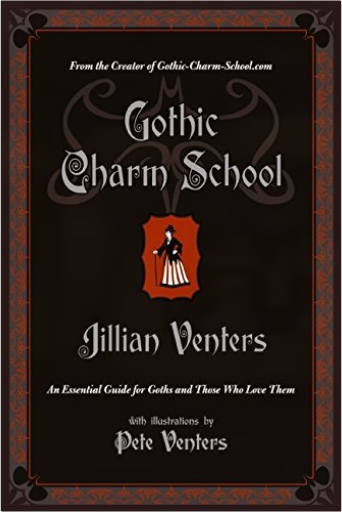 From the Creator of Gothic-Charm-School.com
Gothic
Charm School
Jillian Venters
An Essential Guide for Goths and Those Who Love Them
with illustrations by
Pete Venters